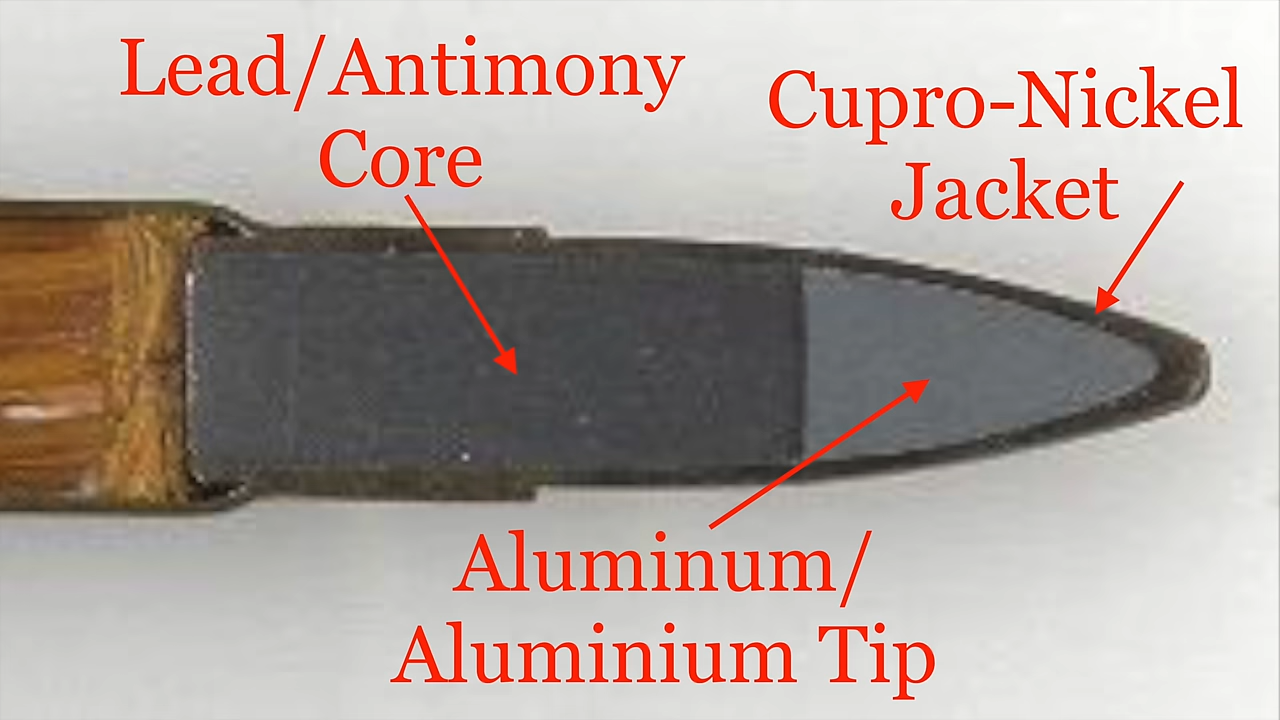 Lead/Antimony
Core
Cupro-Nickel
Jacket
Aluminum/
Aluminium Tip